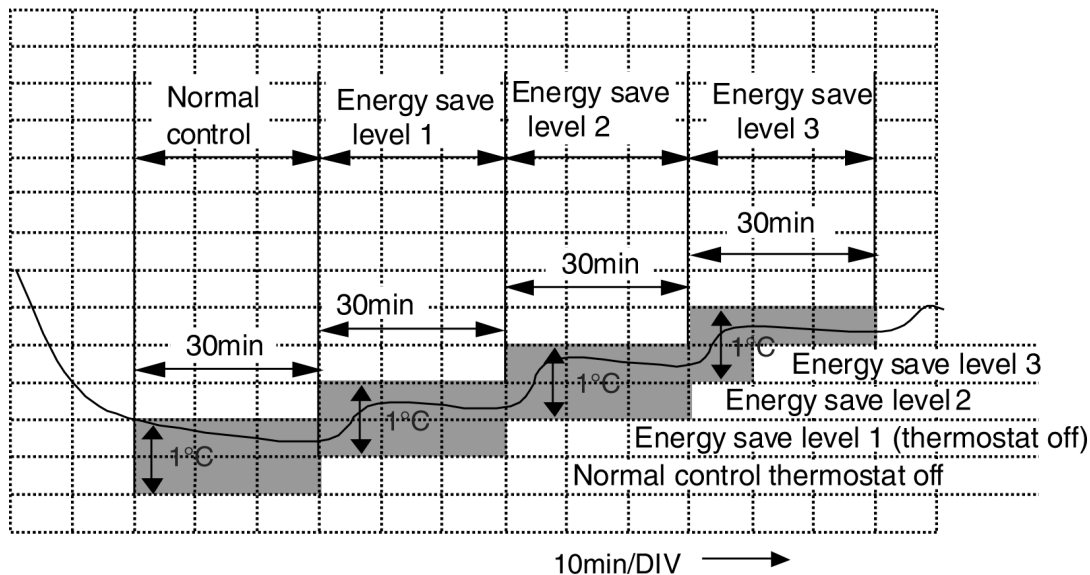 Normal
control
Energy save
level 1
Energy save
level 2
Energy save
level 3
30min
30min
30min
30min
1°C
1°C
1°C
1°C
Energy save level 3
Energy save level 2
Energy save level 1 (thermostat off)
Normal control thermostat off
10min/DIV